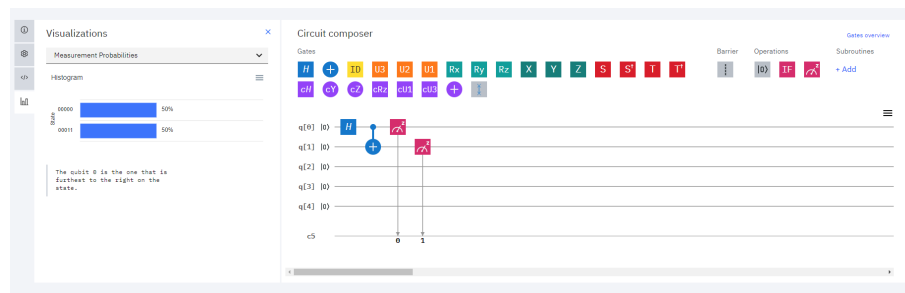 Visualizations
×
Measurement Probabilities
Histogram
State
00000
50%
00011
50%
The qubit 0 is the one that is
furthest to the right on the
state.
Circuit composer
Gates overview
Gates
Barrier
Operations
Subroutines
H + ID U3 U2 U1 Rx Ry Rz X Y Z S S† T T† |0⟩ IF z + Add
cH cY cZ cRz cU1 cU3 +
q[0] |0⟩ H z
q[1] |0⟩ + z
q[2] |0⟩
q[3] |0⟩
q[4] |0⟩
c5
0 1